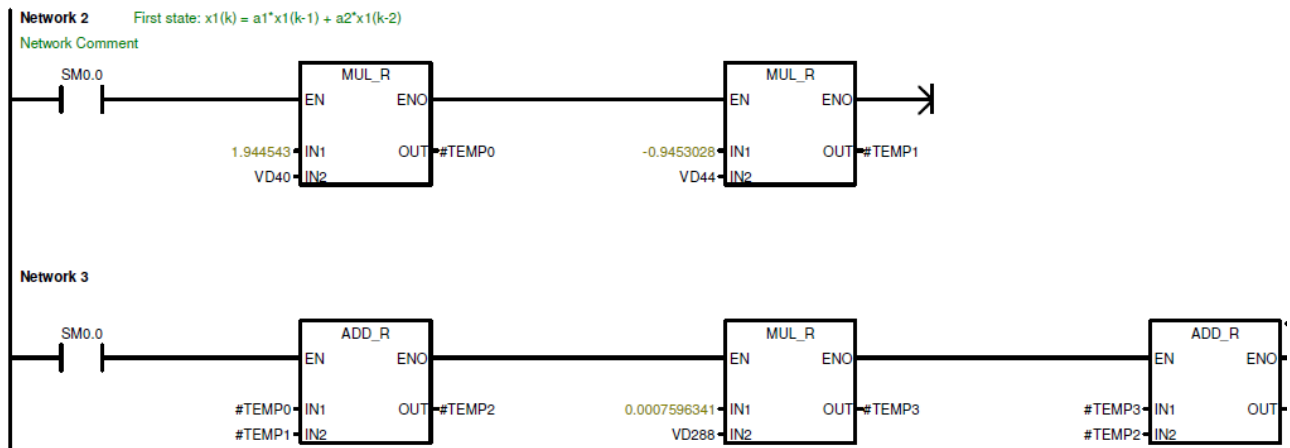 Network 2 First state: x1(k) = a1*x1(k-1) + a2*x1(k-2)
Network Comment
SM0.0 MUL_R MUL_R
EN ENO EN ENO
1.944543 IN1 OUT #TEMP0 -0.9453028 IN1 OUT #TEMP1
VD40 IN2 VD44 IN2
Network 3
SM0.0 ADD_R MUL_R ADD_R
EN ENO EN ENO EN ENO
#TEMP0 IN1 OUT #TEMP2 0.0007596341 IN1 OUT #TEMP3 #TEMP3 IN1 OUT
#TEMP1 IN2 VD288 IN2 #TEMP2 IN2